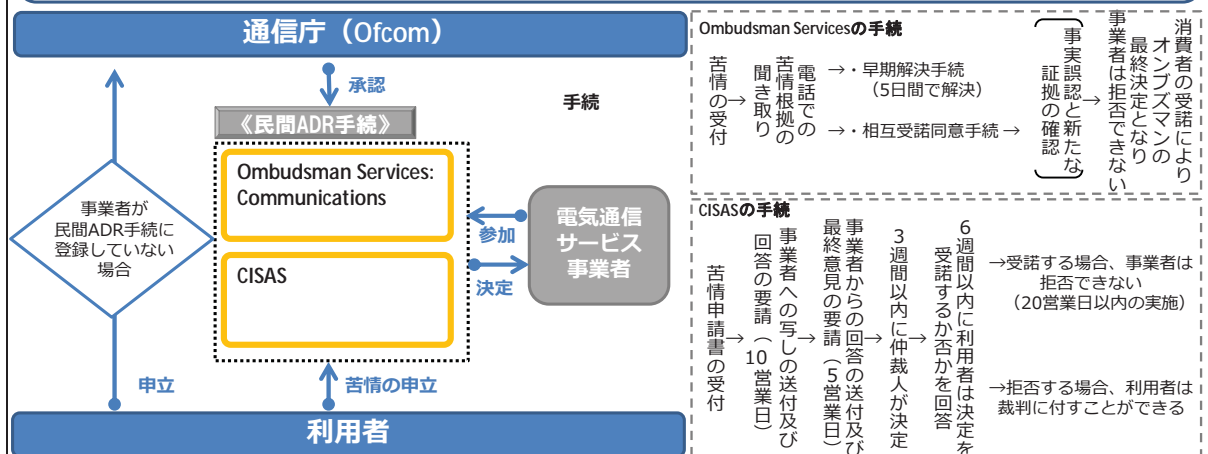 通信庁（Ofcom）
承認
手続
《民間ADR手続》
Ombudsman Services:
Communications
CISAS
事業者が
民間ADR手続に
登録していない
場合
参加
決定
電気通信
サービス
事業者
申立
苦情の申立
利用者
Ombudsman Servicesの手続
苦情の受付
→
電話での
苦情根拠の
聞き取り
→・早期解決手続
（5日間で解決）
→・相互受諾同意手続→
事実誤認と新たな
証拠の確認
→
消費者の受諾により
オンブズマンの
最終決定となり
事業者は拒否できない
CISASの手続
苦情申請書の受付
→
事業者への写しの送付及び
回答の要請（10営業日）
→
事業者からの回答の送付及び
最終意見の要請（5営業日）
→
3週間以内に仲裁人が決定
→
6週間以内に利用者は決定を
受諾するか否かを回答
→受諾する場合、事業者は
拒否できない
（20営業日以内の実施）
→拒否する場合、利用者は
裁判に付すことができる